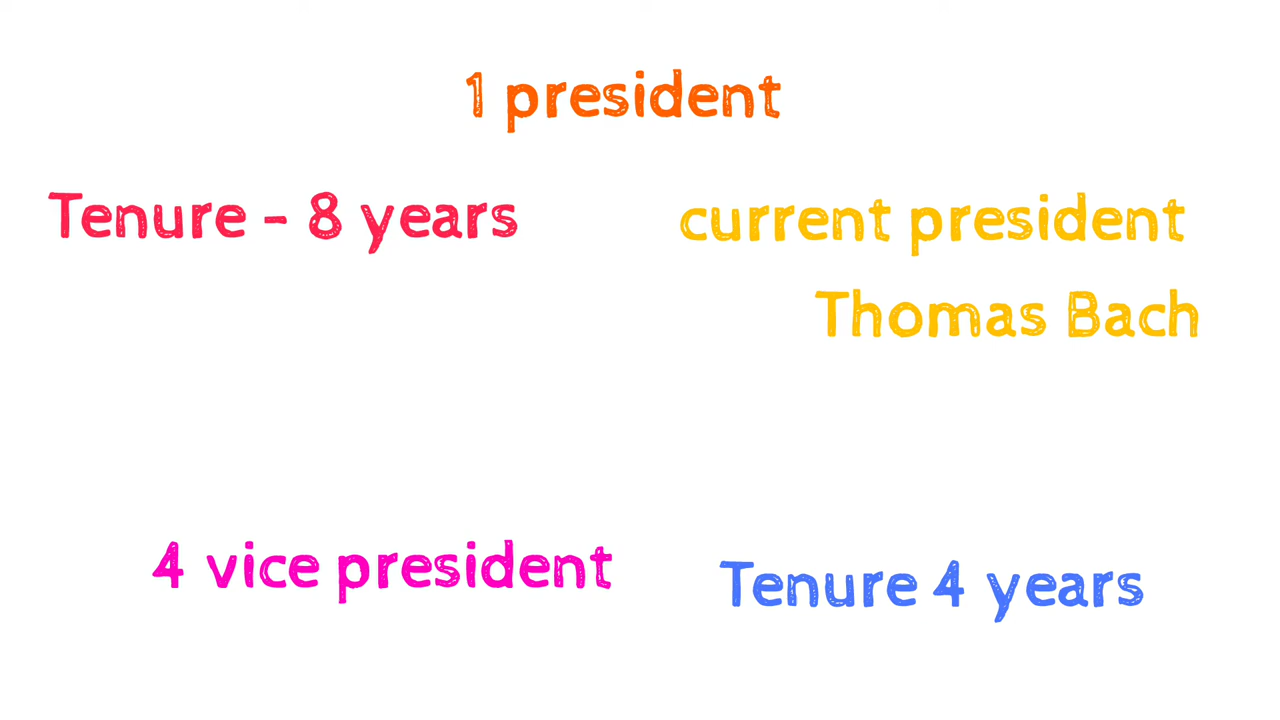 1 president
Tenure - 8 years
current president
Thomas Bach
4 vice president
Tenure 4 years